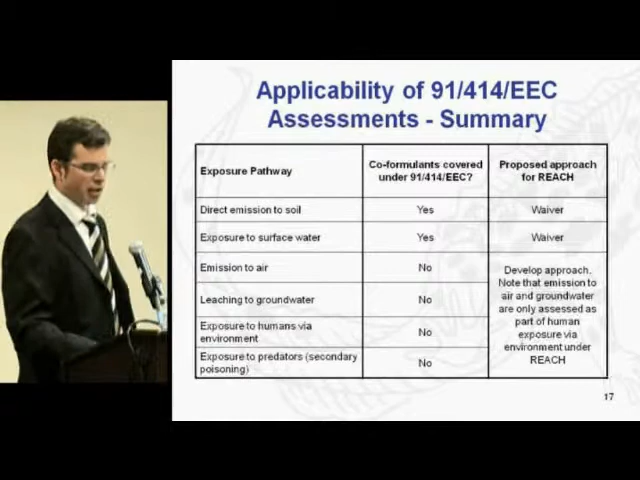 Applicability of 91/414/EEC
Assessments - Summary
Exposure Pathway
Co-formulants covered
under 91/414/EEC?
Proposed approach
for REACH
Direct emission to soil
Yes
Waiver
Exposure to surface water
Yes
Waiver
Emission to air
No
Leaching to groundwater
No
Exposure to humans via
environment
No
Exposure to predators (secondary
poisoning)
No
Develop approach.
Note that emission to
air and groundwater
are only assessed as
part of human
exposure via
environment under
REACH
17